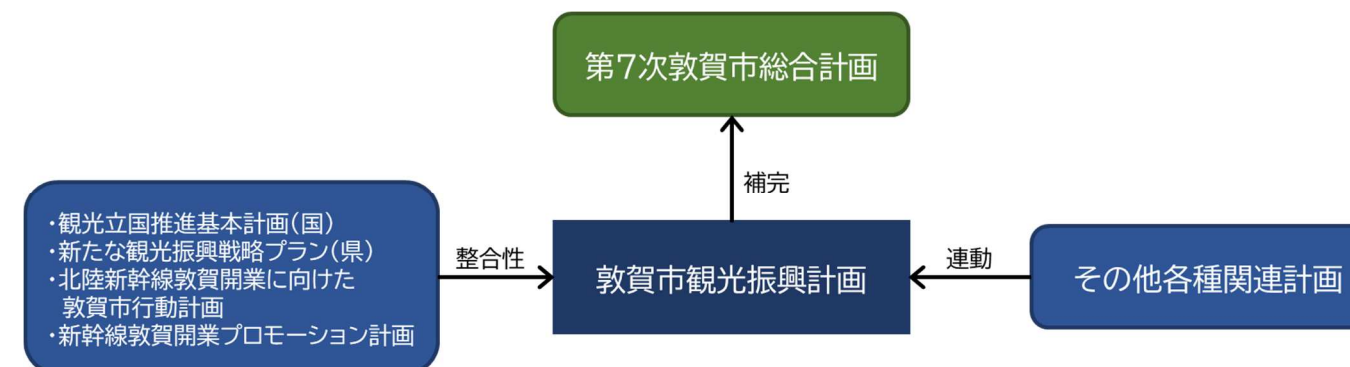 第7次敦賀市総合計画
補完
・観光立国推進基本計画(国)
・新たな観光振興戦略プラン(県)
・北陸新幹線敦賀開業に向けた
敦賀市行動計画
・新幹線敦賀開業プロモーション計画
整合性
敦賀市観光振興計画
連動
その他各種関連計画